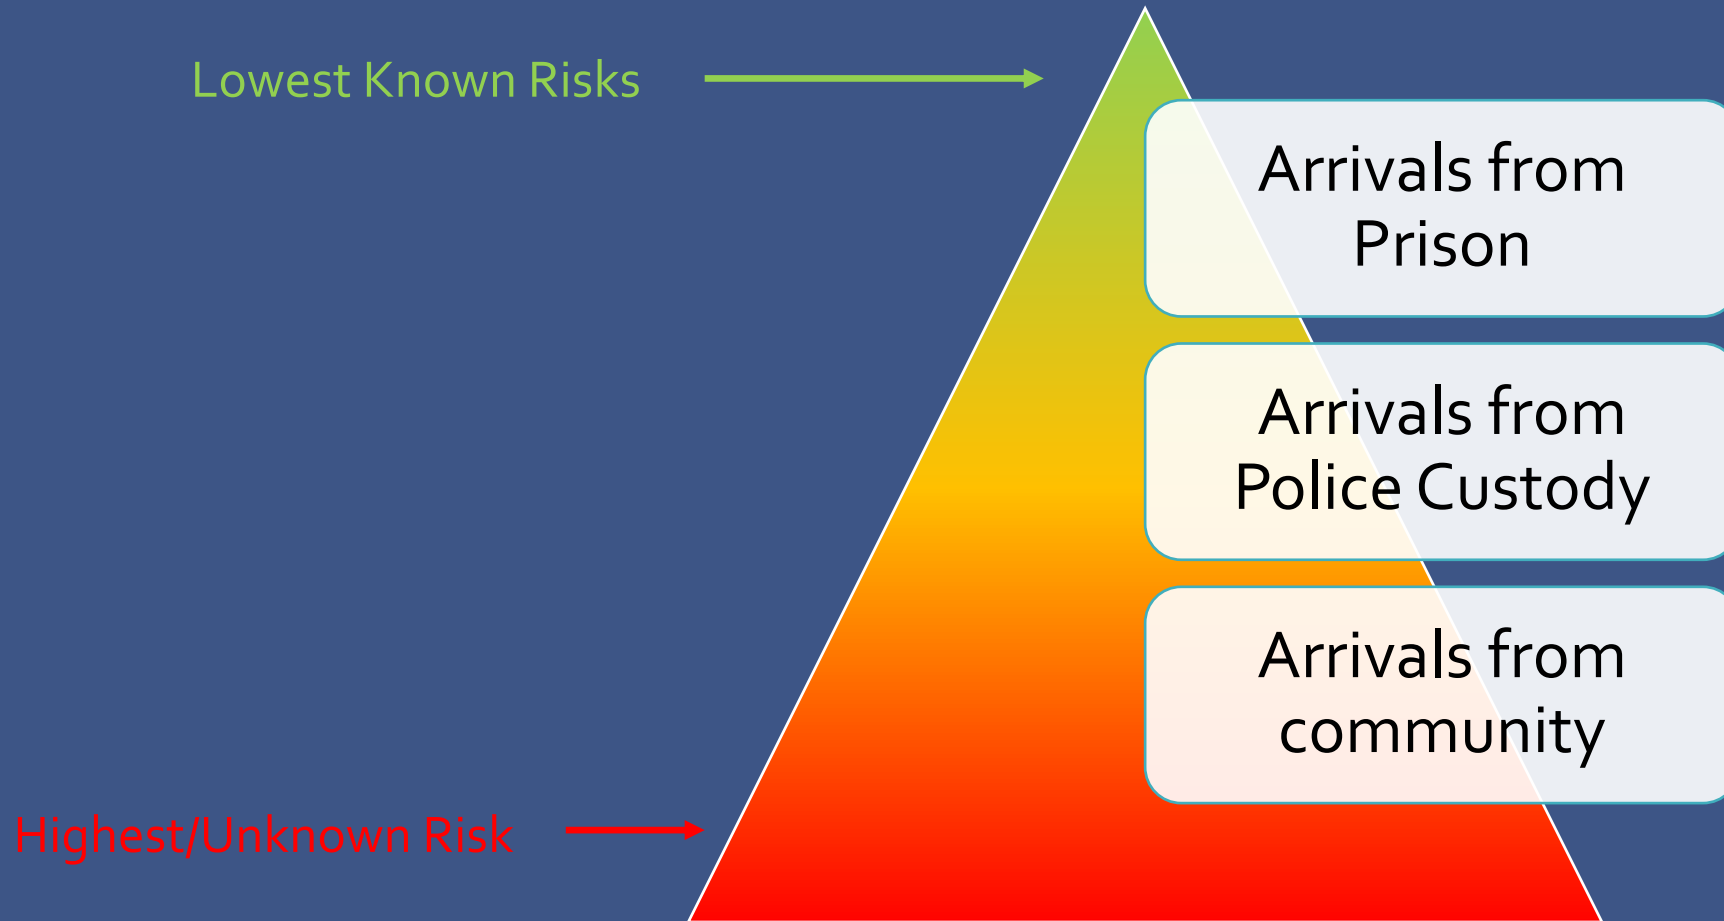 Lowest Known Risks
Arrivals from
Prison
Arrivals from
Police Custody
Arrivals from
community
Highest/Unknown Risk